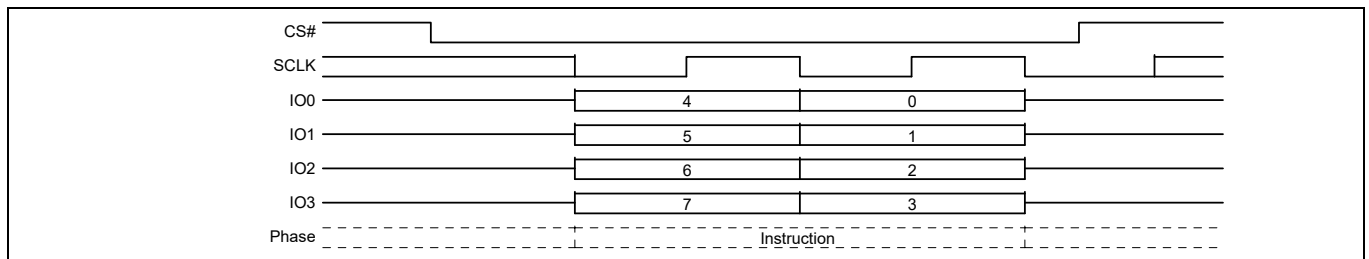 CS#
SCLK
IO0 4 0
IO1 5 1
IO2 6 2
IO3 7 3
Phase Instruction